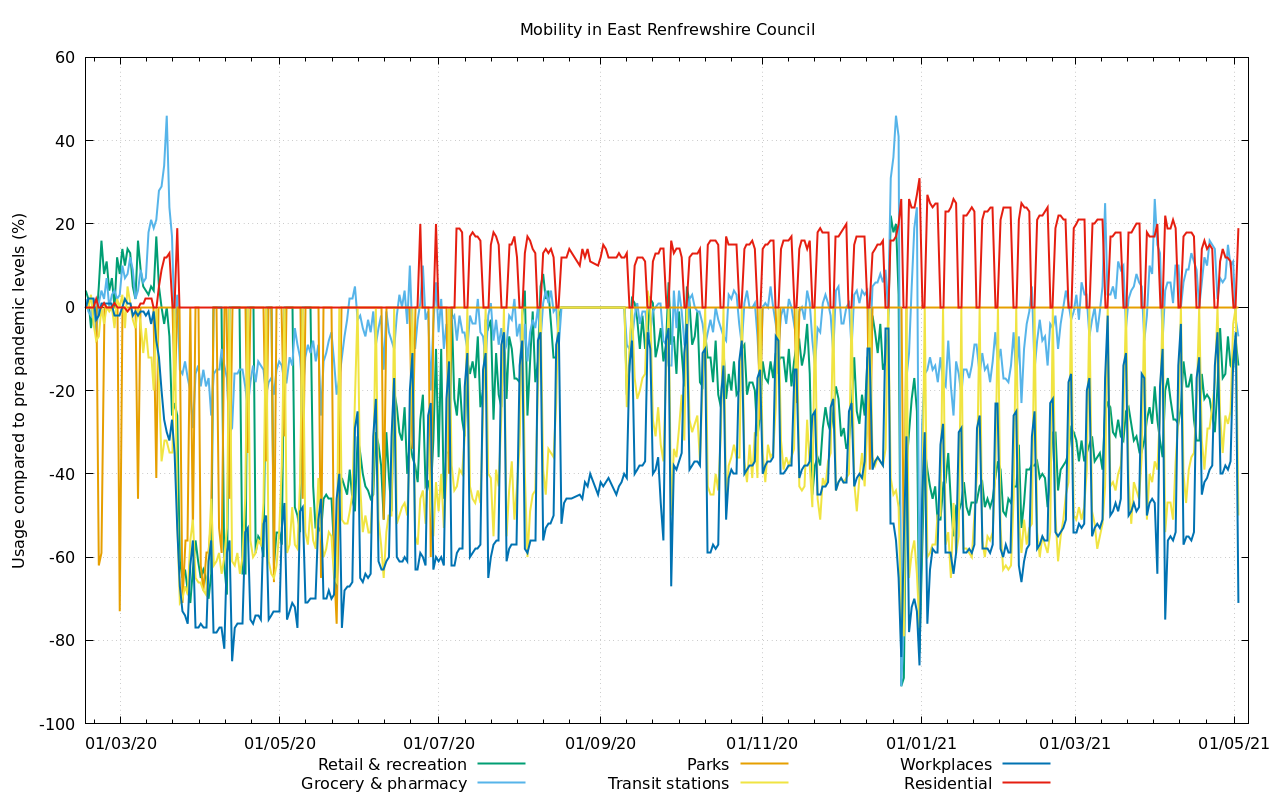 Mobility in East Renfrewshire Council
Usage compared to pre pandemic levels (%)
60
40
20
0
-20
-40
-60
-80
-100
01/03/20 01/05/20 01/07/20 01/09/20 01/11/20 01/01/21 01/03/21 01/05/21
Retail & recreation Parks Workplaces
Grocery & pharmacy Transit stations Residential